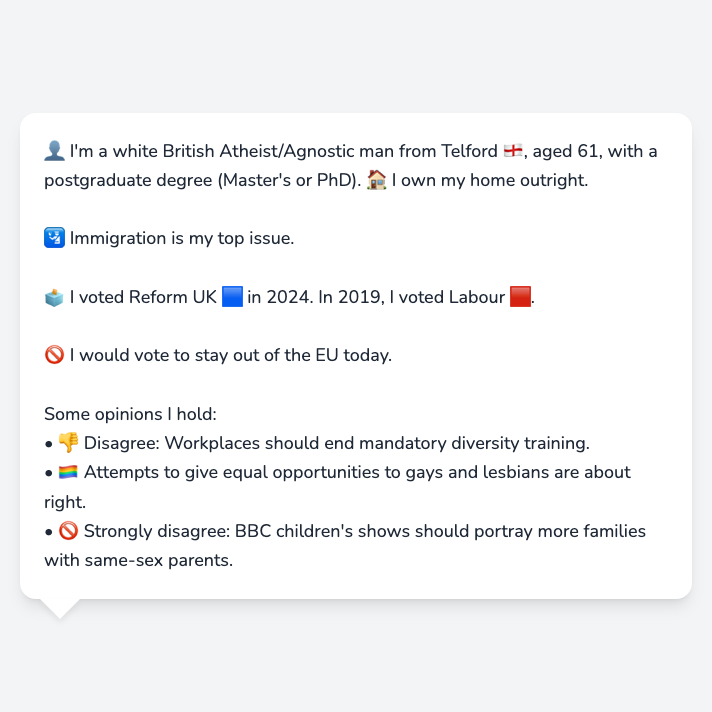 👤 I'm a white British Atheist/Agnostic man from Telford 🏴󠁧󠁢󠁥󠁮󠁧󠁿, aged 61, with a
postgraduate degree (Master's or PhD). 🏠 I own my home outright.
🛂 Immigration is my top issue.
🗳️ I voted Reform UK 🟦 in 2024. In 2019, I voted Labour 🟥.
🚫 I would vote to stay out of the EU today.
Some opinions I hold:
• 👎 Disagree: Workplaces should end mandatory diversity training.
• 🏳️‍🌈 Attempts to give equal opportunities to gays and lesbians are about
right.
• 🚫 Strongly disagree: BBC children's shows should portray more families
with same-sex parents.